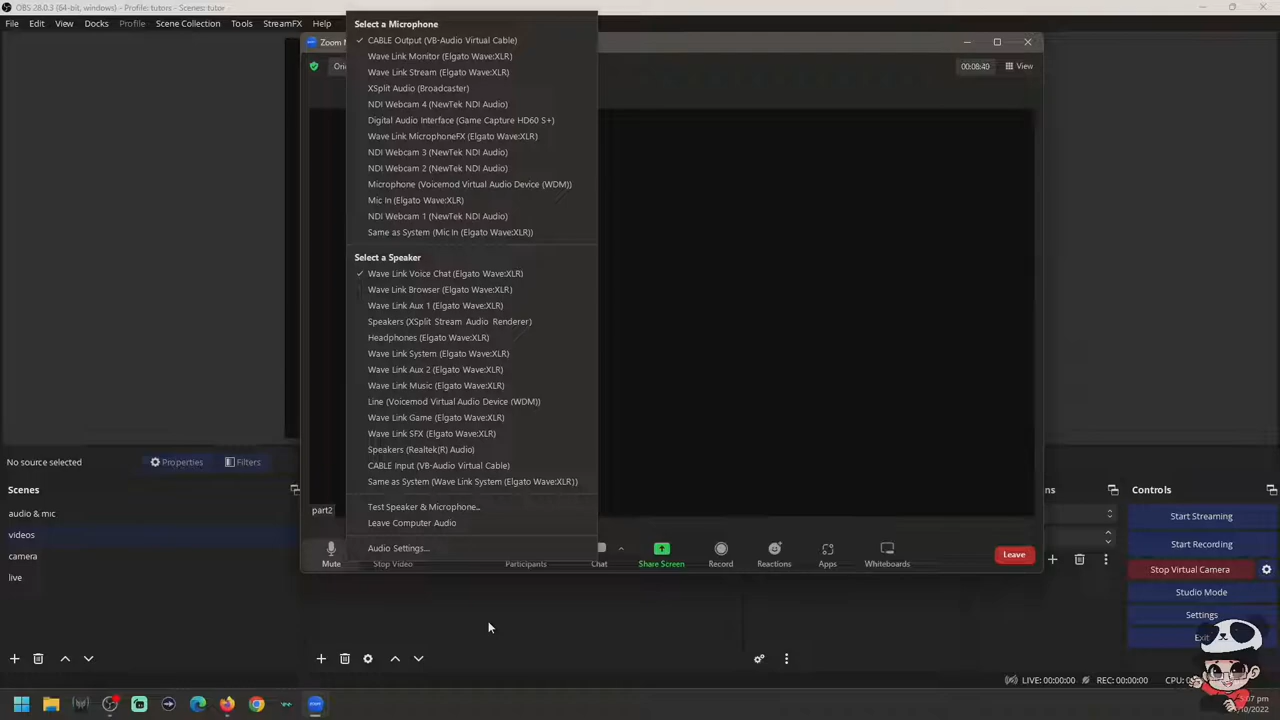 OBS 28.0.3 (64-bit, windows) - Profile: tutors - Scenes: tutor
File Edit View Docks Profile Scene Collection Tools StreamFX Help
Select a Microphone
CABLE Output (VB-Audio Virtual Cable)
Wave Link Monitor (Elgato Wave:XLR)
Wave Link Stream (Elgato Wave:XLR)
XSplit Audio (Broadcaster)
NDI Webcam 4 (NewTek NDI Audio)
Digital Audio Interface (Game Capture HD60 S+)
Wave Link MicrophoneFX (Elgato Wave:XLR)
NDI Webcam 3 (NewTek NDI Audio)
NDI Webcam 2 (NewTek NDI Audio)
Microphone (Voicemod Virtual Audio Device (WDM))
Mic In (Elgato Wave:XLR)
NDI Webcam 1 (NewTek NDI Audio)
Same as System (Mic In (Elgato Wave:XLR))
Select a Speaker
Wave Link Voice Chat (Elgato Wave:XLR)
Wave Link Browser (Elgato Wave:XLR)
Wave Link Aux 1 (Elgato Wave:XLR)
Speakers (XSplit Stream Audio Renderer)
Headphones (Elgato Wave:XLR)
Wave Link System (Elgato Wave:XLR)
Wave Link Aux 2 (Elgato Wave:XLR)
Wave Link Music (Elgato Wave:XLR)
Line (Voicemod Virtual Audio Device (WDM))
Wave Link Game (Elgato Wave:XLR)
Wave Link SFX (Elgato Wave:XLR)
Speakers (Realtek(R) Audio)
CABLE Input (VB-Audio Virtual Cable)
Same as System (Wave Link System (Elgato Wave:XLR))
Test Speaker & Microphone...
Leave Computer Audio
Audio Settings...
Zoom M
Ori
00:08:40 View
part2
Mute Stop Video Participants Chat Share Screen Record Reactions Apps Whiteboards Leave
No source selected Properties Filters
Scenes
audio & mic
videos
camera
live
ns
Controls
Start Streaming
Start Recording
Stop Virtual Camera
Studio Mode
Settings
Exit
LIVE: 00:00:00 REC: 00:00:00 CPU:
07 pm
/10/2022